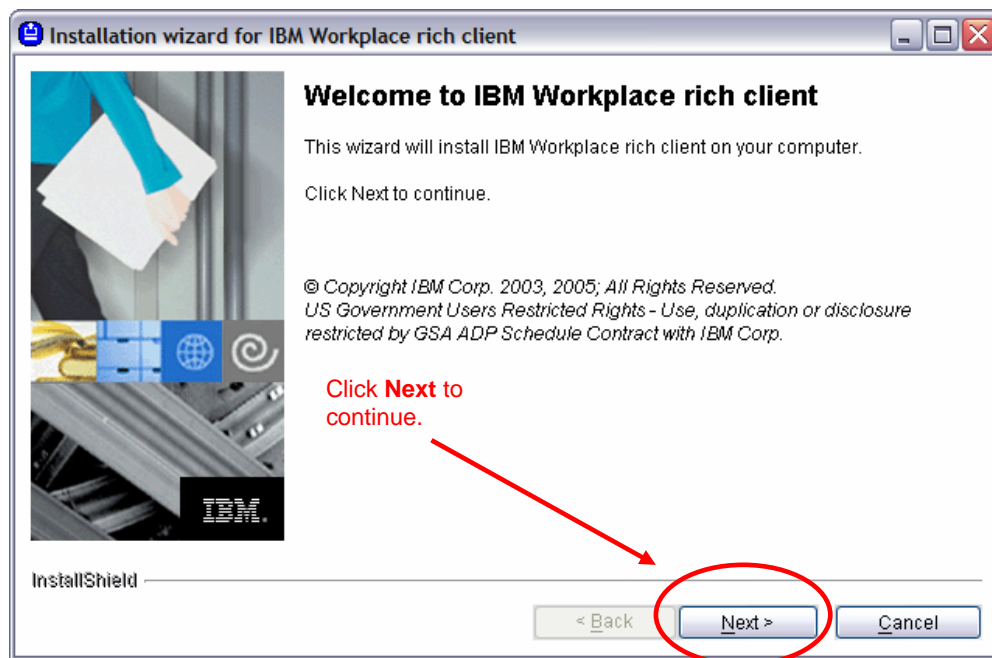 Installation wizard for IBM Workplace rich client
Welcome to IBM Workplace rich client
This wizard will install IBM Workplace rich client on your computer.
Click Next to continue.
© Copyright IBM Corp. 2003, 2005; All Rights Reserved.
US Government Users Restricted Rights - Use, duplication or disclosure
restricted by GSA ADP Schedule Contract with IBM Corp.
Click Next to
continue.
IBM.
InstallShield
< Back
Next >
Cancel